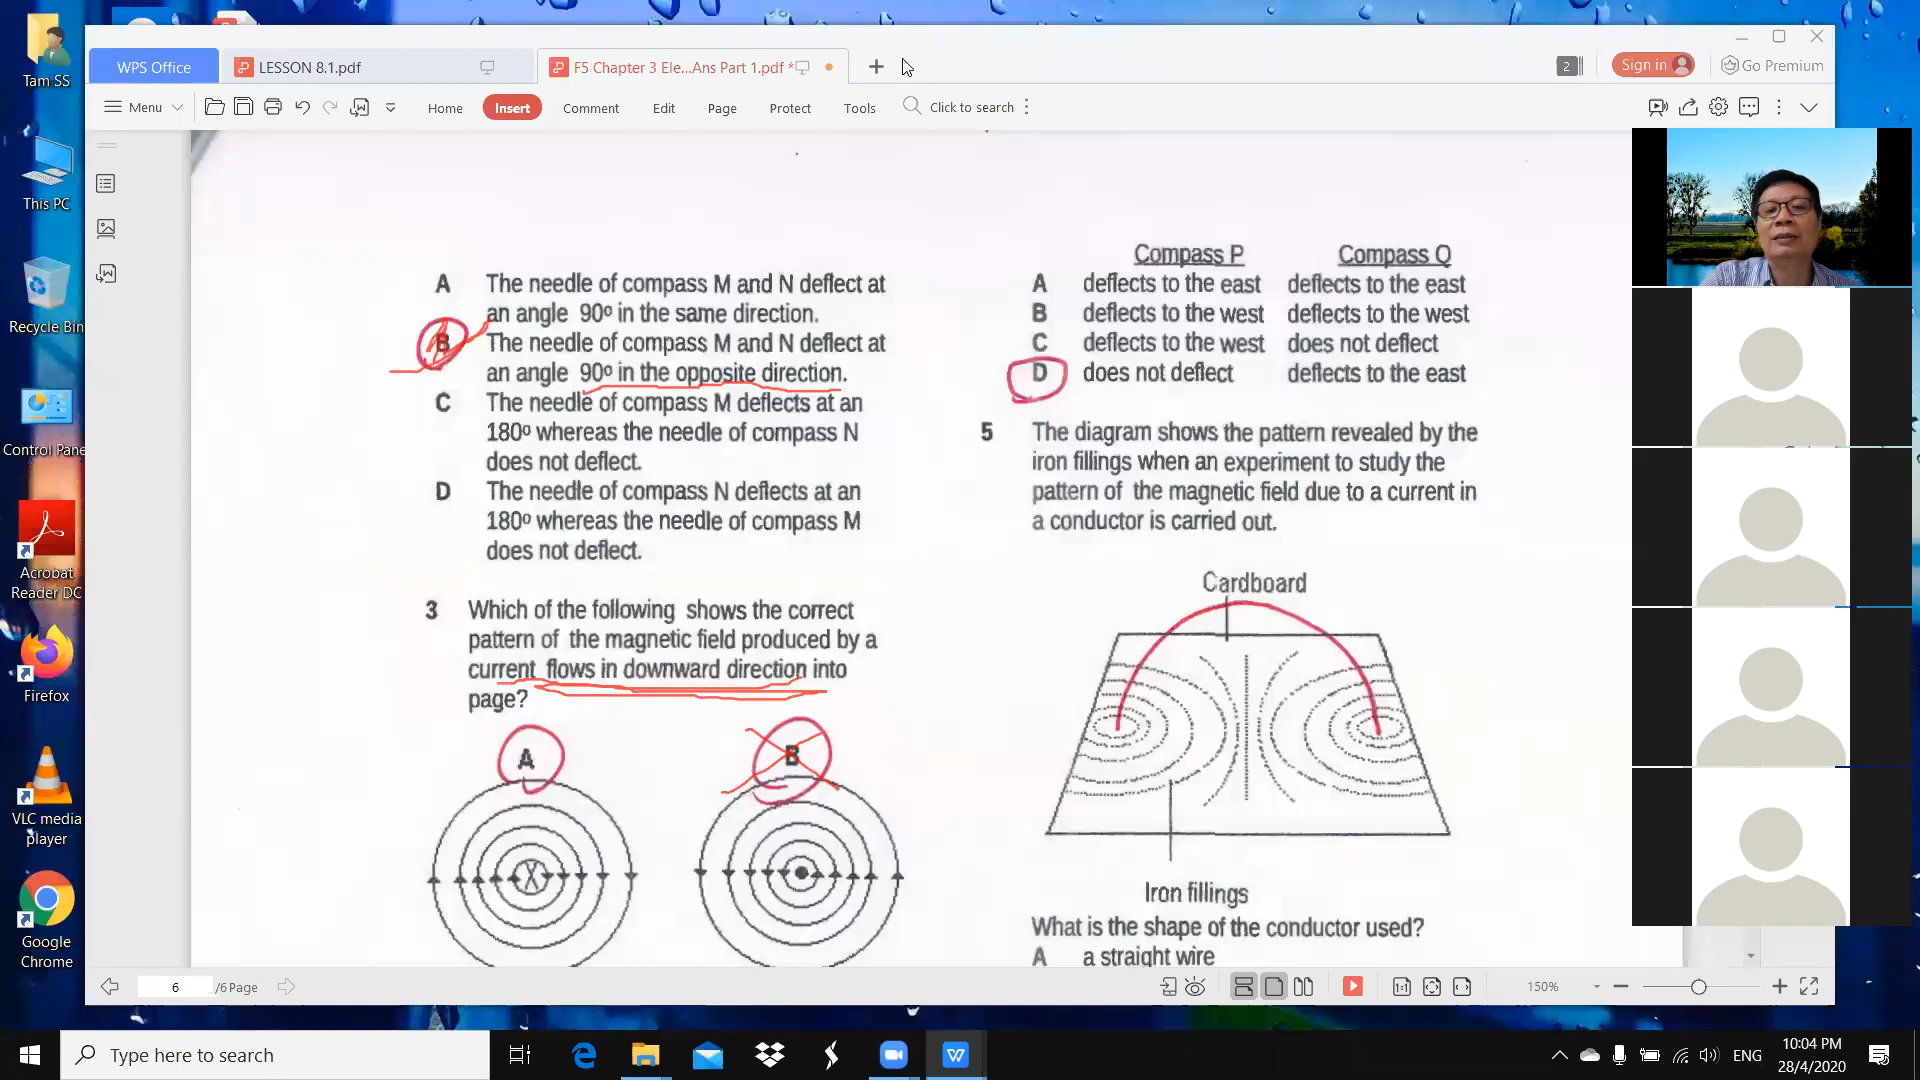 Tam SS
This PC
Recycle Bin
Control Pane
Acrobat
Reader DC
Firefox
VLC media
player
Google
Chrome
WPS Office
LESSON 8.1.pdf
F5 Chapter 3 Ele...Ans Part 1.pdf *
2
Sign in
Go Premium
Menu
Home
Insert
Comment
Edit
Page
Protect
Tools
Click to search
A The needle of compass M and N deflect at
an angle 90º in the same direction.
B The needle of compass M and N deflect at
an angle 90º in the opposite direction.
C The needle of compass M deflects at an
180º whereas the needle of compass N
does not deflect.
D The needle of compass N deflects at an
180º whereas the needle of compass M
does not deflect.
3 Which of the following shows the correct
pattern of the magnetic field produced by a
current flows in downward direction into
page?
A B
X
Compass P Compass Q
A deflects to the east deflects to the east
B deflects to the west deflects to the west
C deflects to the west does not deflect
D does not deflect deflects to the east
5 The diagram shows the pattern revealed by the
iron fillings when an experiment to study the
pattern of the magnetic field due to a current in
a conductor is carried out.
Cardboard
Iron fillings
What is the shape of the conductor used?
A a straight wire
6 /6Page
1:1
150%
Type here to search
ENG
10:04 PM
28/4/2020